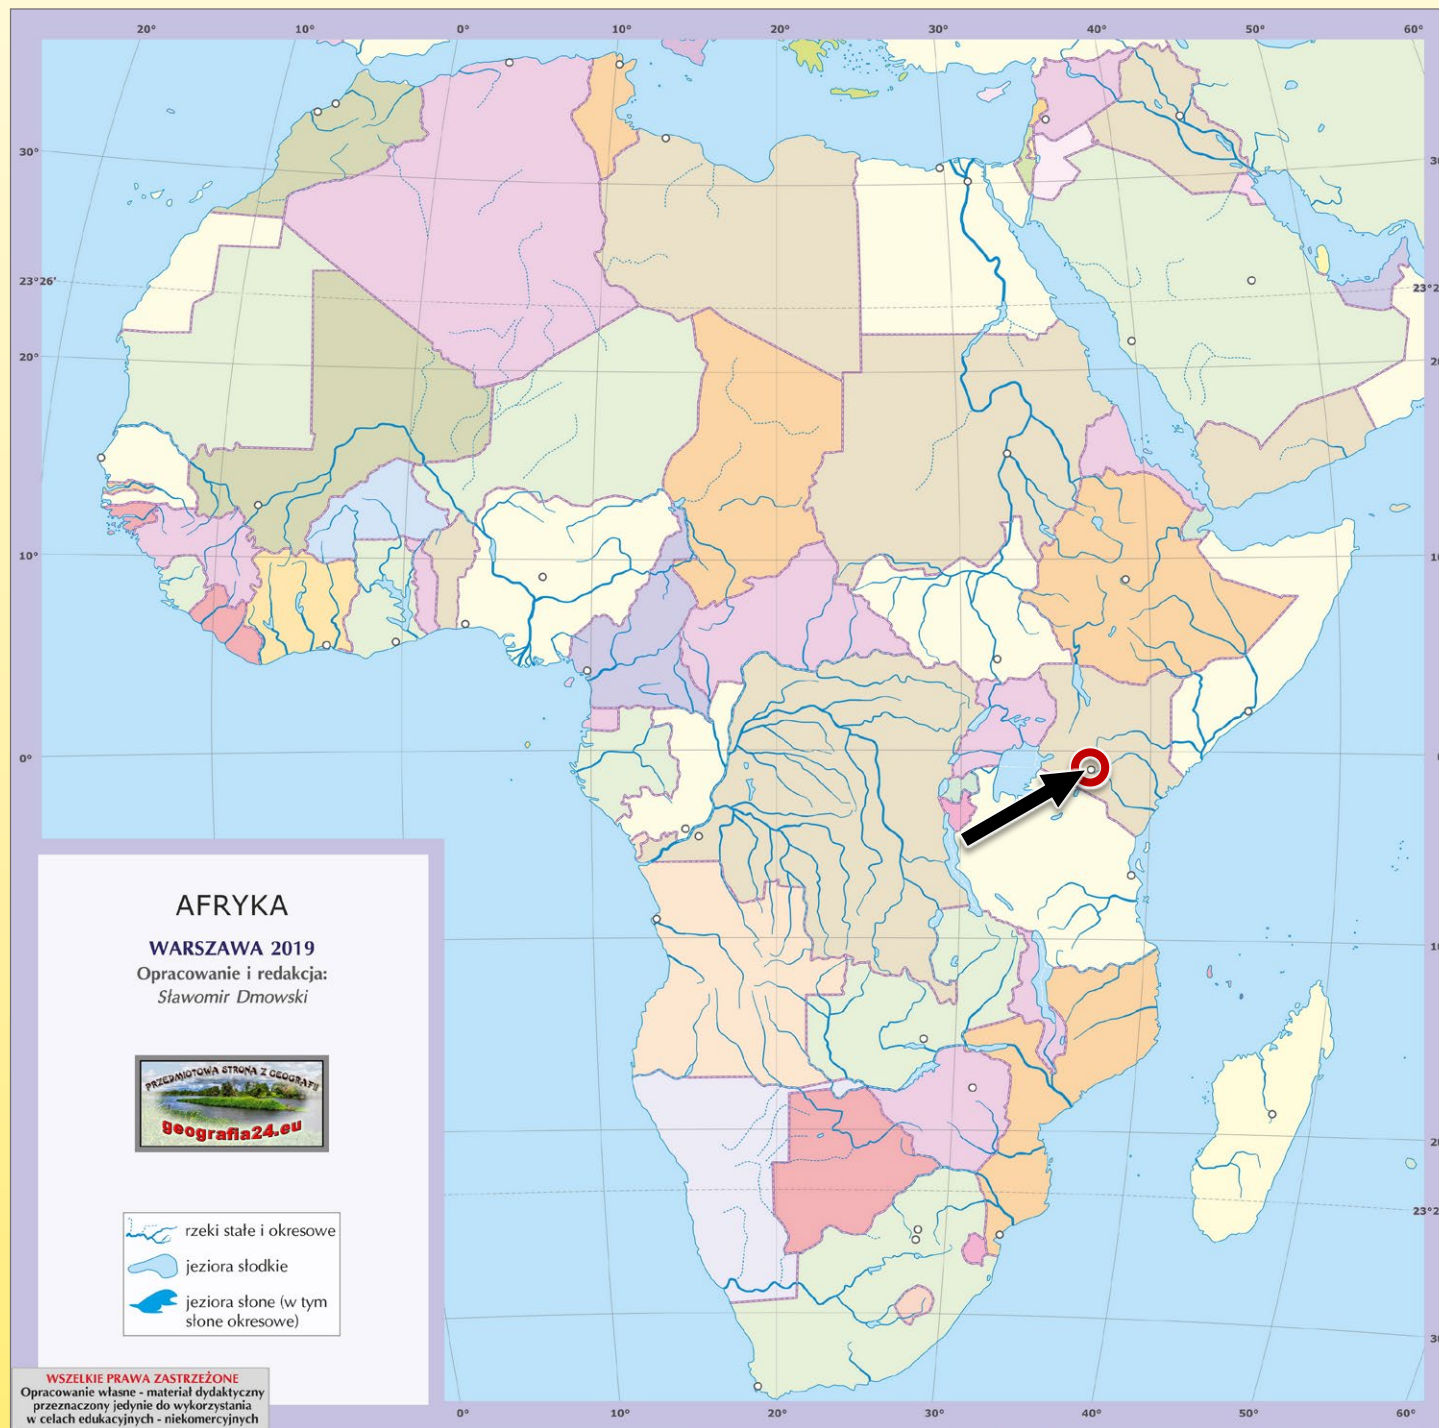 20° 10° 0° 10° 20° 30° 40° 50° 60°
30°
23°26'
20°
10°
0°
AFRYKA
WARSZAWA 2019
Opracowanie i redakcja:
Sławomir Dmowski
PRZEDMIOTOWA STRONA Z GEOGRAFII
geografia24.eu
rzeki stałe i okresowe
jeziora słodkie
jeziora słone (w tym
słone okresowe)
WSZELKIE PRAWA ZASTRZEŻONE
Opracowanie własne - materiał dydaktyczny
przeznaczony jedynie do wykorzystania
w celach edukacyjnych - niekomercyjnych
0° 10° 20° 30° 40° 50° 60°